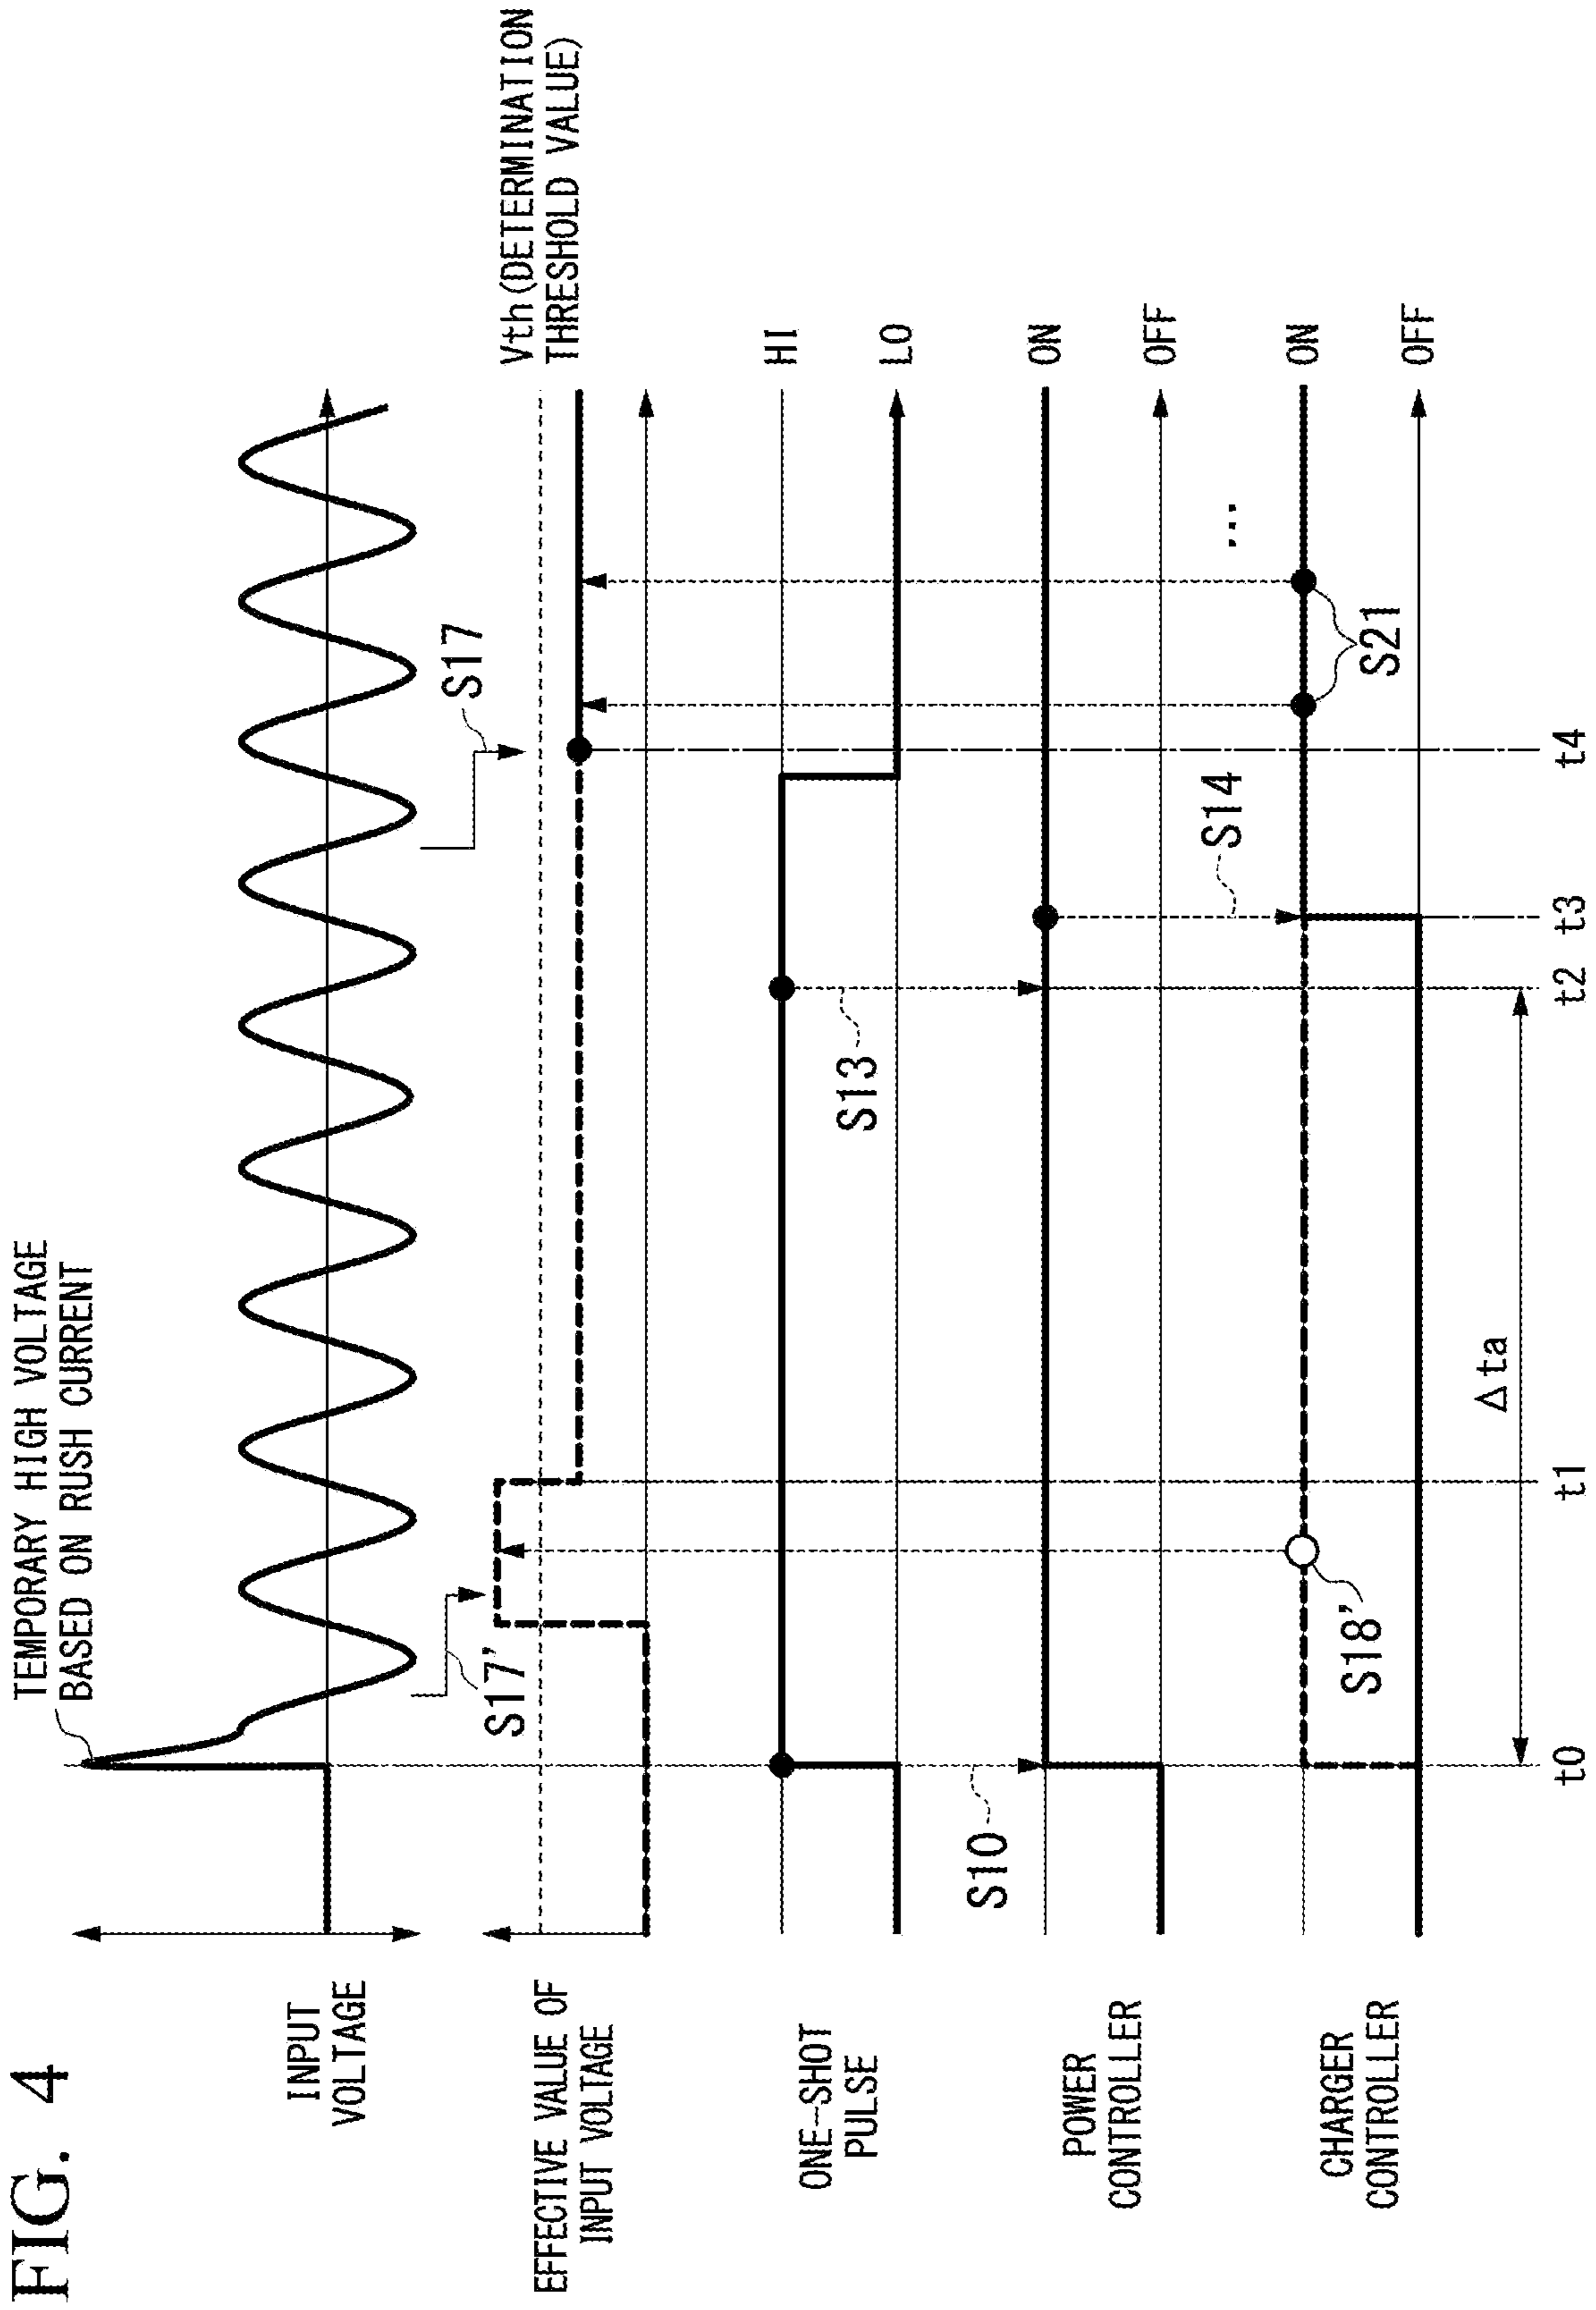 FIG. 4
TEMPORARY HIGH VOLTAGE
BASED ON RUSH CURRENT
INPUT
VOLTAGE
S17'
S17
EFFECTIVE VALUE OF
INPUT VOLTAGE
Vth(DETERMINATION
THRESHOLD VALUE)
ONE-SHOT
PULSE
HI
LO
S13
S10
POWER
CONTROLLER
ON
OFF
S14
...
CHARGER
CONTROLLER
ON
OFF
S18'
S21
Δta
t0
t1
t2
t3
t4